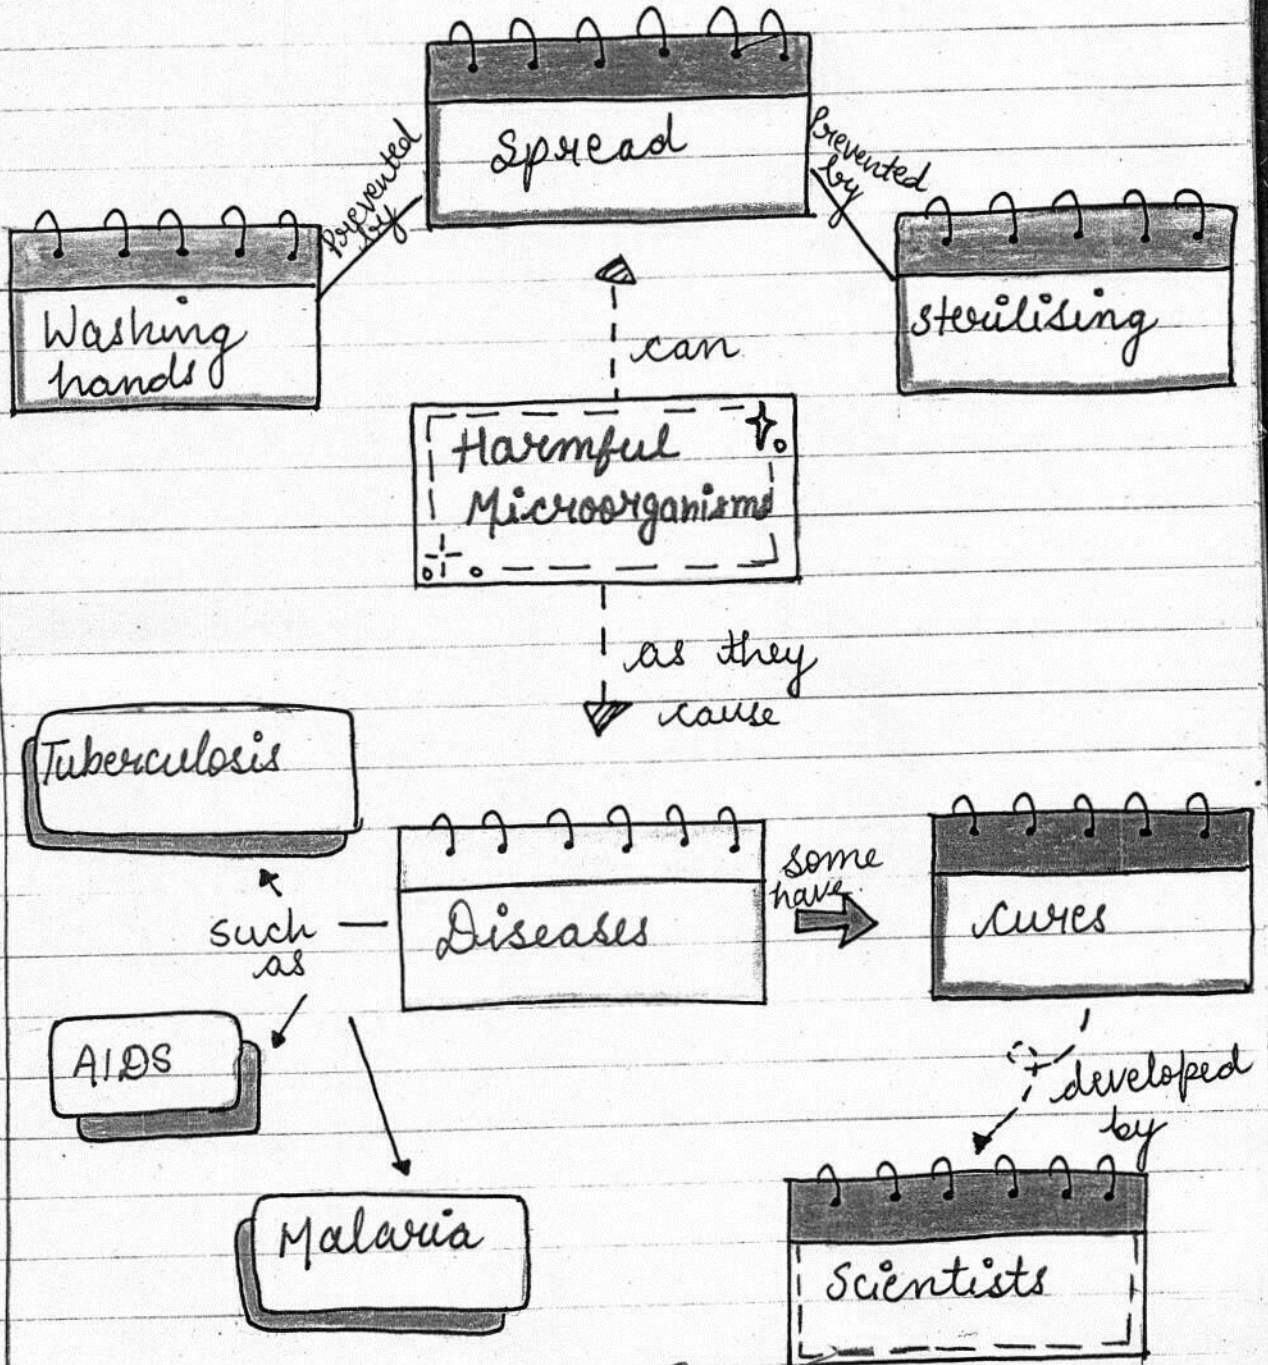 Spread
Prevented
by
Prevented
by
Washing
hands
sterilising
can
Harmful
Microorganisms
as they
cause
Tuberculosis
Diseases
some
have
cures
such
as
AIDS
developed
by
Malaria
Scientists